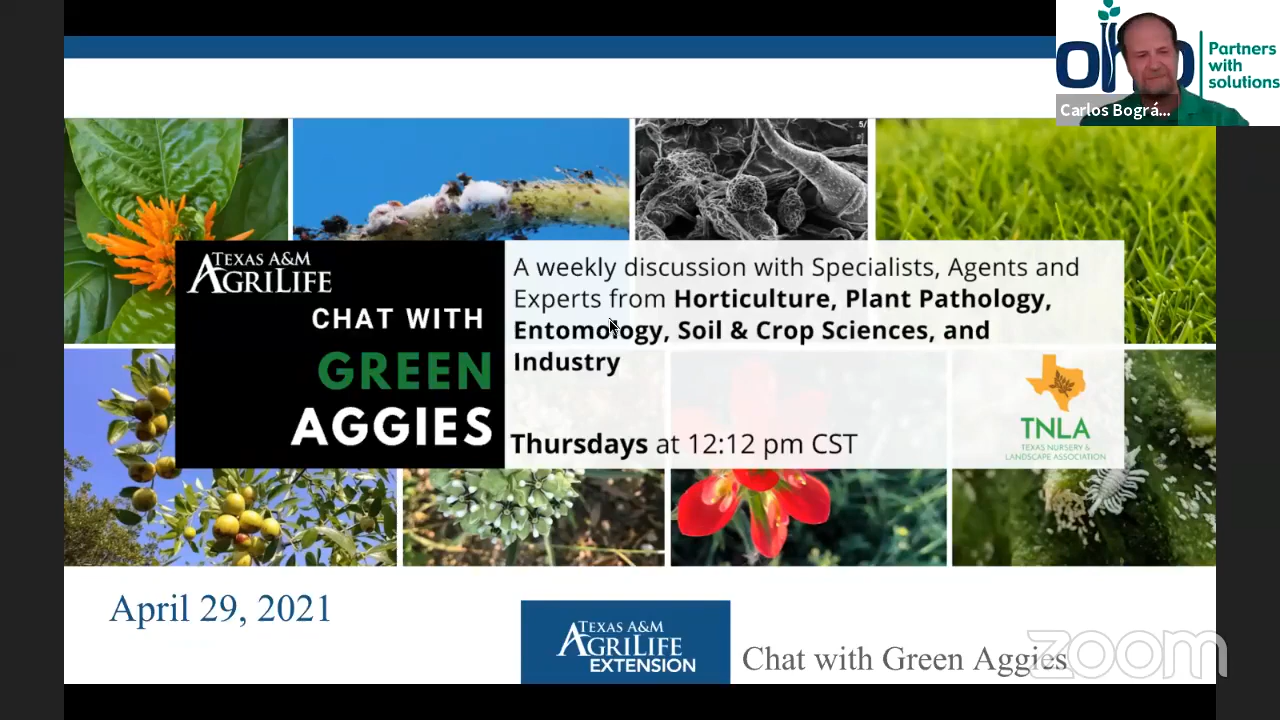 ohp
Partners
with
solutions
Carlos Bográ...
5/
TEXAS A&M
AGRILIFE
CHAT WITH
GREEN
AGGIES
A weekly discussion with Specialists, Agents and
Experts from Horticulture, Plant Pathology,
Entomology, Soil & Crop Sciences, and
Industry
Thursdays at 12:12 pm CST
TNLA
TEXAS NURSERY &
LANDSCAPE ASSOCIATION
April 29, 2021
TEXAS A&M
AGRILIFE
EXTENSION
Chat with Green Aggies
zoom